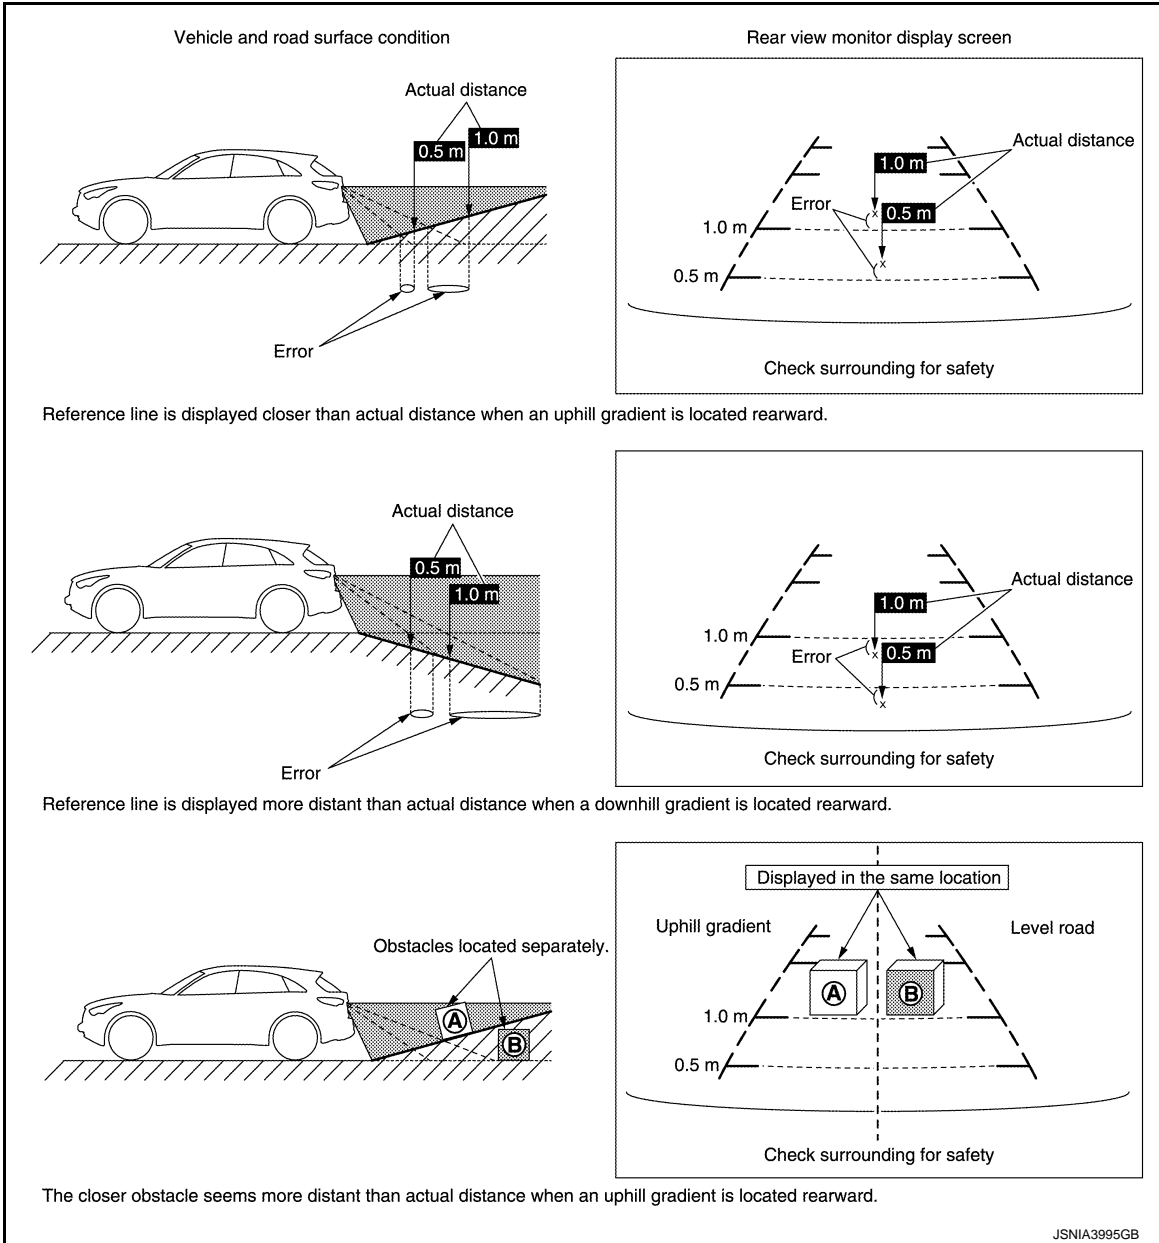 Vehicle and road surface condition
Rear view monitor display screen
Actual distance
1.0 m
0.5 m
Error
Actual distance
1.0 m
Error
0.5 m
1.0 m
0.5 m
Check surrounding for safety
Reference line is displayed closer than actual distance when an uphill gradient is located rearward.
Actual distance
0.5 m
1.0 m
Error
Actual distance
1.0 m
1.0 m
Error
0.5 m
0.5 m
Check surrounding for safety
Reference line is displayed more distant than actual distance when a downhill gradient is located rearward.
Obstacles located separately.
A
B
Displayed in the same location
Uphill gradient
Level road
A
B
1.0 m
0.5 m
Check surrounding for safety
The closer obstacle seems more distant than actual distance when an uphill gradient is located rearward.
JSNIA3995GB